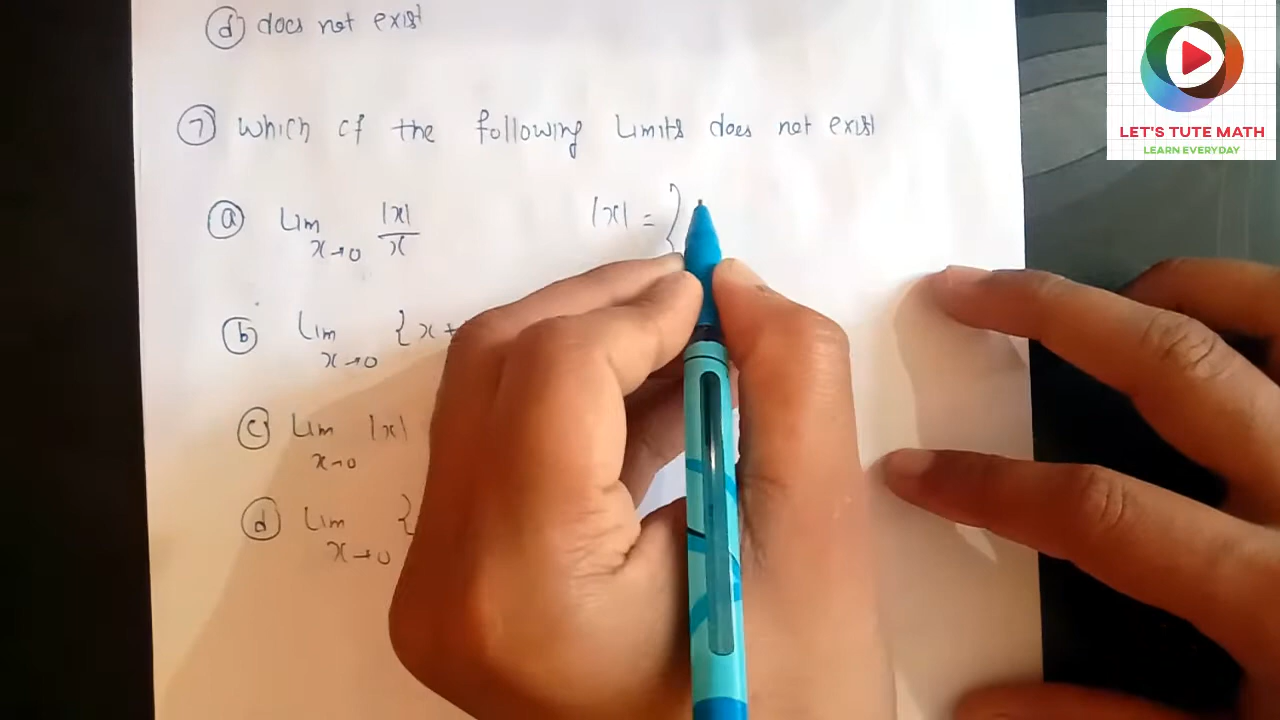 (d) does not exist
(7) Which of the following Limits does not exist
(a) Lim x→0 |x|/x
|x| = {
(b) Lim x→0 { x +
(c) Lim x→0 |x|
(d) Lim x→0 {
LET'S TUTE MATH
LEARN EVERYDAY